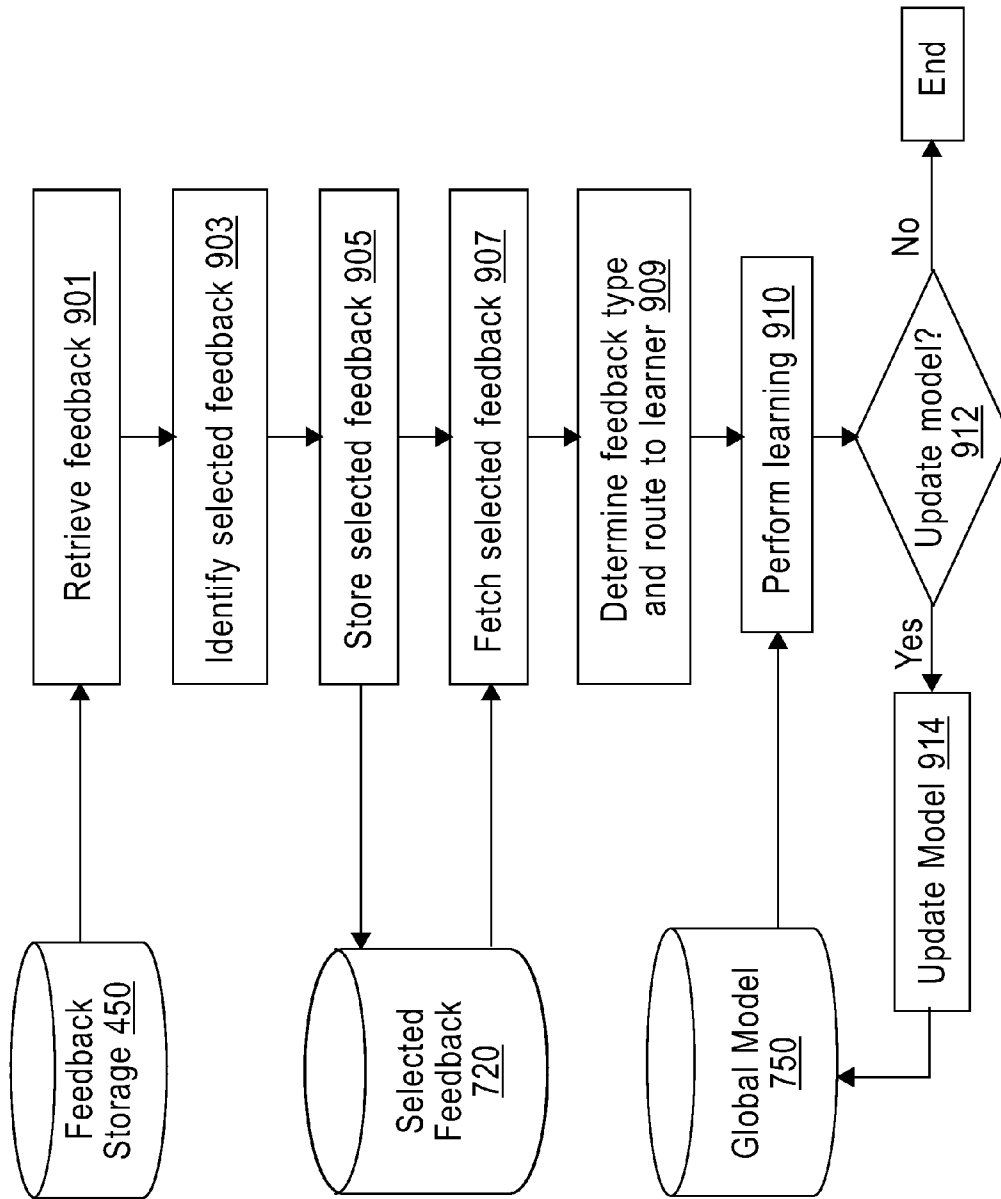 Feedback
Storage 450
Retrieve feedback 901
Identify selected feedback 903
Selected
Feedback
720
Store selected feedback 905
Fetch selected feedback 907
Determine feedback type
and route to learner 909
Global Model
750
Perform learning 910
Update model?
912
Yes
No
Update Model 914
End